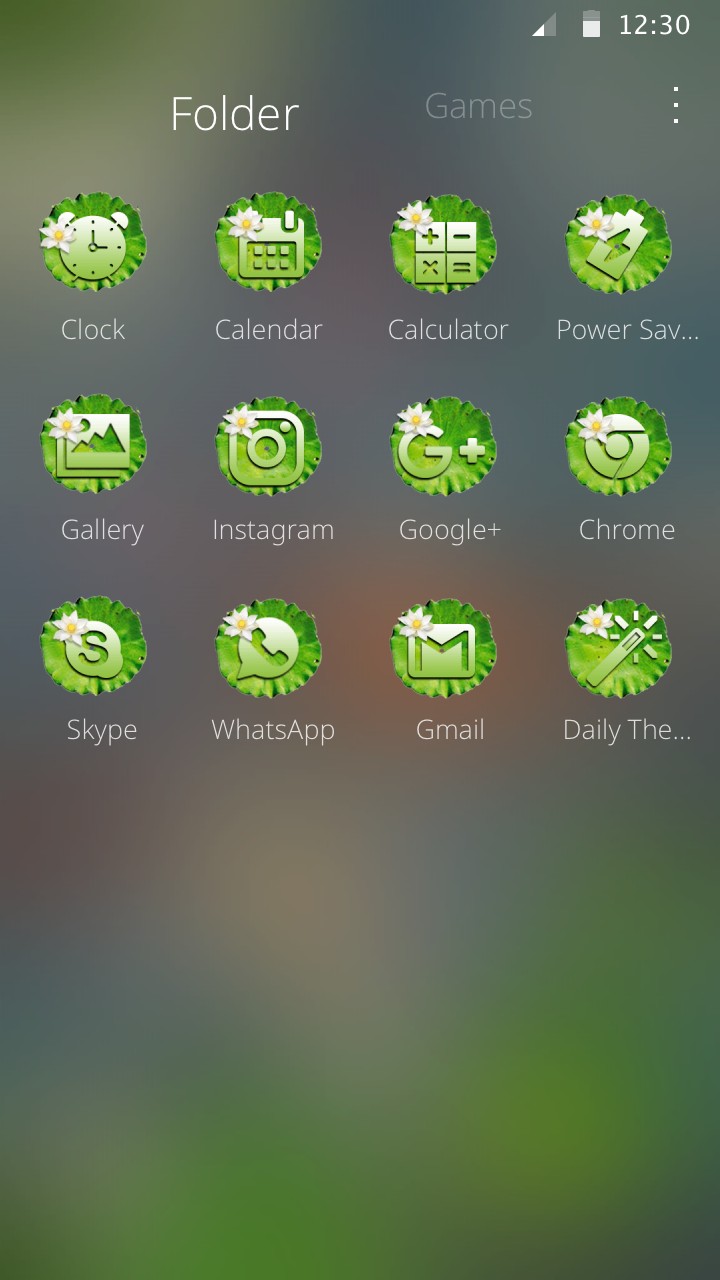 12:30
Folder Games
Clock Calendar Calculator Power Sav...
Gallery Instagram Google+ Chrome
Skype WhatsApp Gmail Daily The...